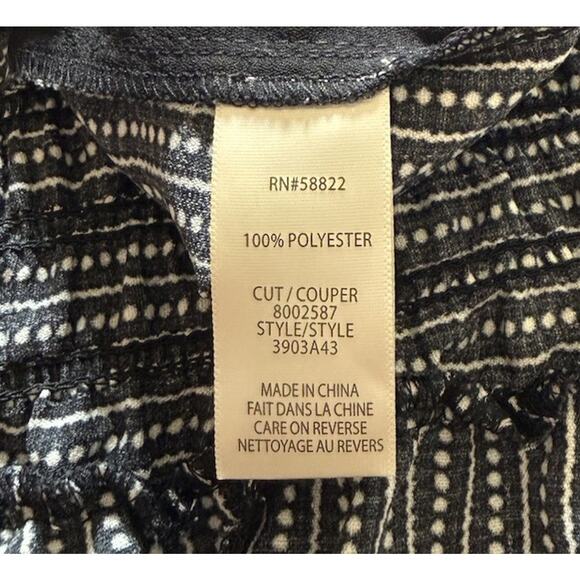 RN#58822
100% POLYESTER
CUT / COUPER
8002587
STYLE/STYLE
3903A43
MADE IN CHINA
FAIT DANS LA CHINE
CARE ON REVERSE
NETTOYAGE AU REVERS